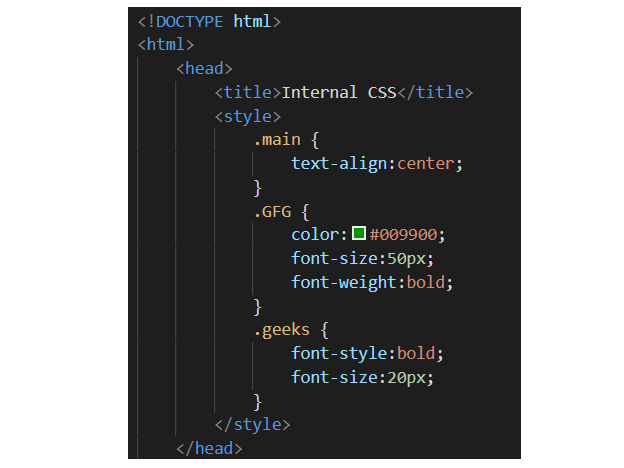 <!DOCTYPE html>
<html>
<head>
<title>Internal CSS</title>
<style>
.main {
text-align:center;
}
.GFG {
color:#009900;
font-size:50px;
font-weight:bold;
}
.geeks {
font-style:bold;
font-size:20px;
}
</style>
</head>